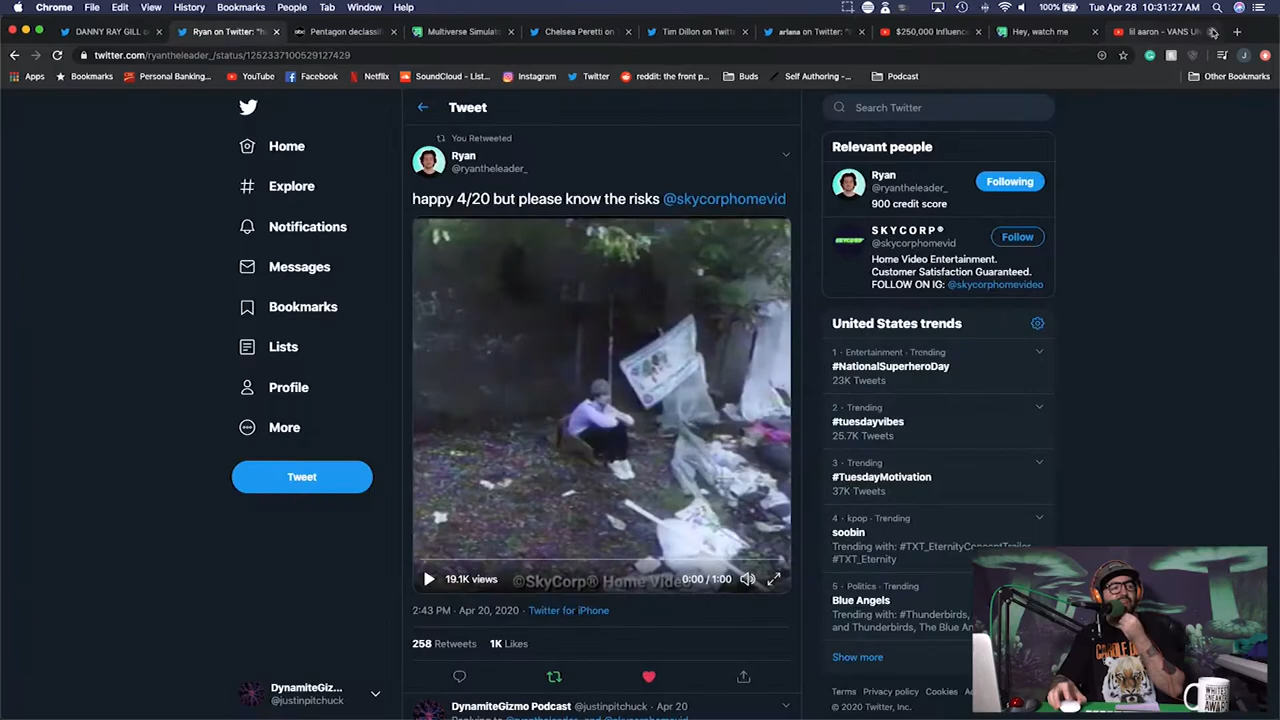 Chrome File Edit View History Bookmarks People Tab Window Help 100% Tue Apr 28 10:31:27 AM
DANNY RAY GILL Ryan on Twitter: "h Pentagon declassif Multiverse Simulat Chelsea Peretti on Tim Dillon on Twitte ariana on Twitter: " $250,000 Influenc Hey, watch me lil aaron - VANS U
twitter.com/ryantheleader_/status/1252337100529127429
Apps Bookmarks Personal Banking... YouTube Facebook Netflix SoundCloud – List... Instagram Twitter reddit: the front p... Buds Self Authoring -... Podcast Other Bookmarks
Tweet
Search Twitter
Home
Explore
Notifications
Messages
Bookmarks
Lists
Profile
More
Tweet
DynamiteGiz...
@justinpitchuck
You Retweeted
Ryan
@ryantheleader_
happy 4/20 but please know the risks @skycorphomevid
19.1K views ©SkyCorp® Home Video 0:00 / 1:00
2:43 PM · Apr 20, 2020 · Twitter for iPhone
258 Retweets 1K Likes
DynamiteGizmo Podcast @justinpitchuck · Apr 20
Replying to @ryantheleader_ and @skycorphomevid
Relevant people
Ryan
@ryantheleader_
Following
900 credit score
SKYCORP®
@skycorphomevid
Follow
Home Video Entertainment.
Customer Satisfaction Guaranteed.
FOLLOW ON IG: @skycorphomevideo
United States trends
1 · Entertainment · Trending
#NationalSuperheroDay
23K Tweets
2 · Trending
#tuesdayvibes
25.7K Tweets
3 · Trending
#TuesdayMotivation
37K Tweets
4 · kpop · Trending
soobin
Trending with: #TXT_EternityConceptTrailer,
#TXT_Eternity
5 · Politics · Trending
Blue Angels
Trending with: #Thunderbirds,
and Thunderbirds, The Blue An
Show more
Terms Privacy policy Cookies
© 2020 Twitter, Inc.
WHITE
SNEAKER
AWARD